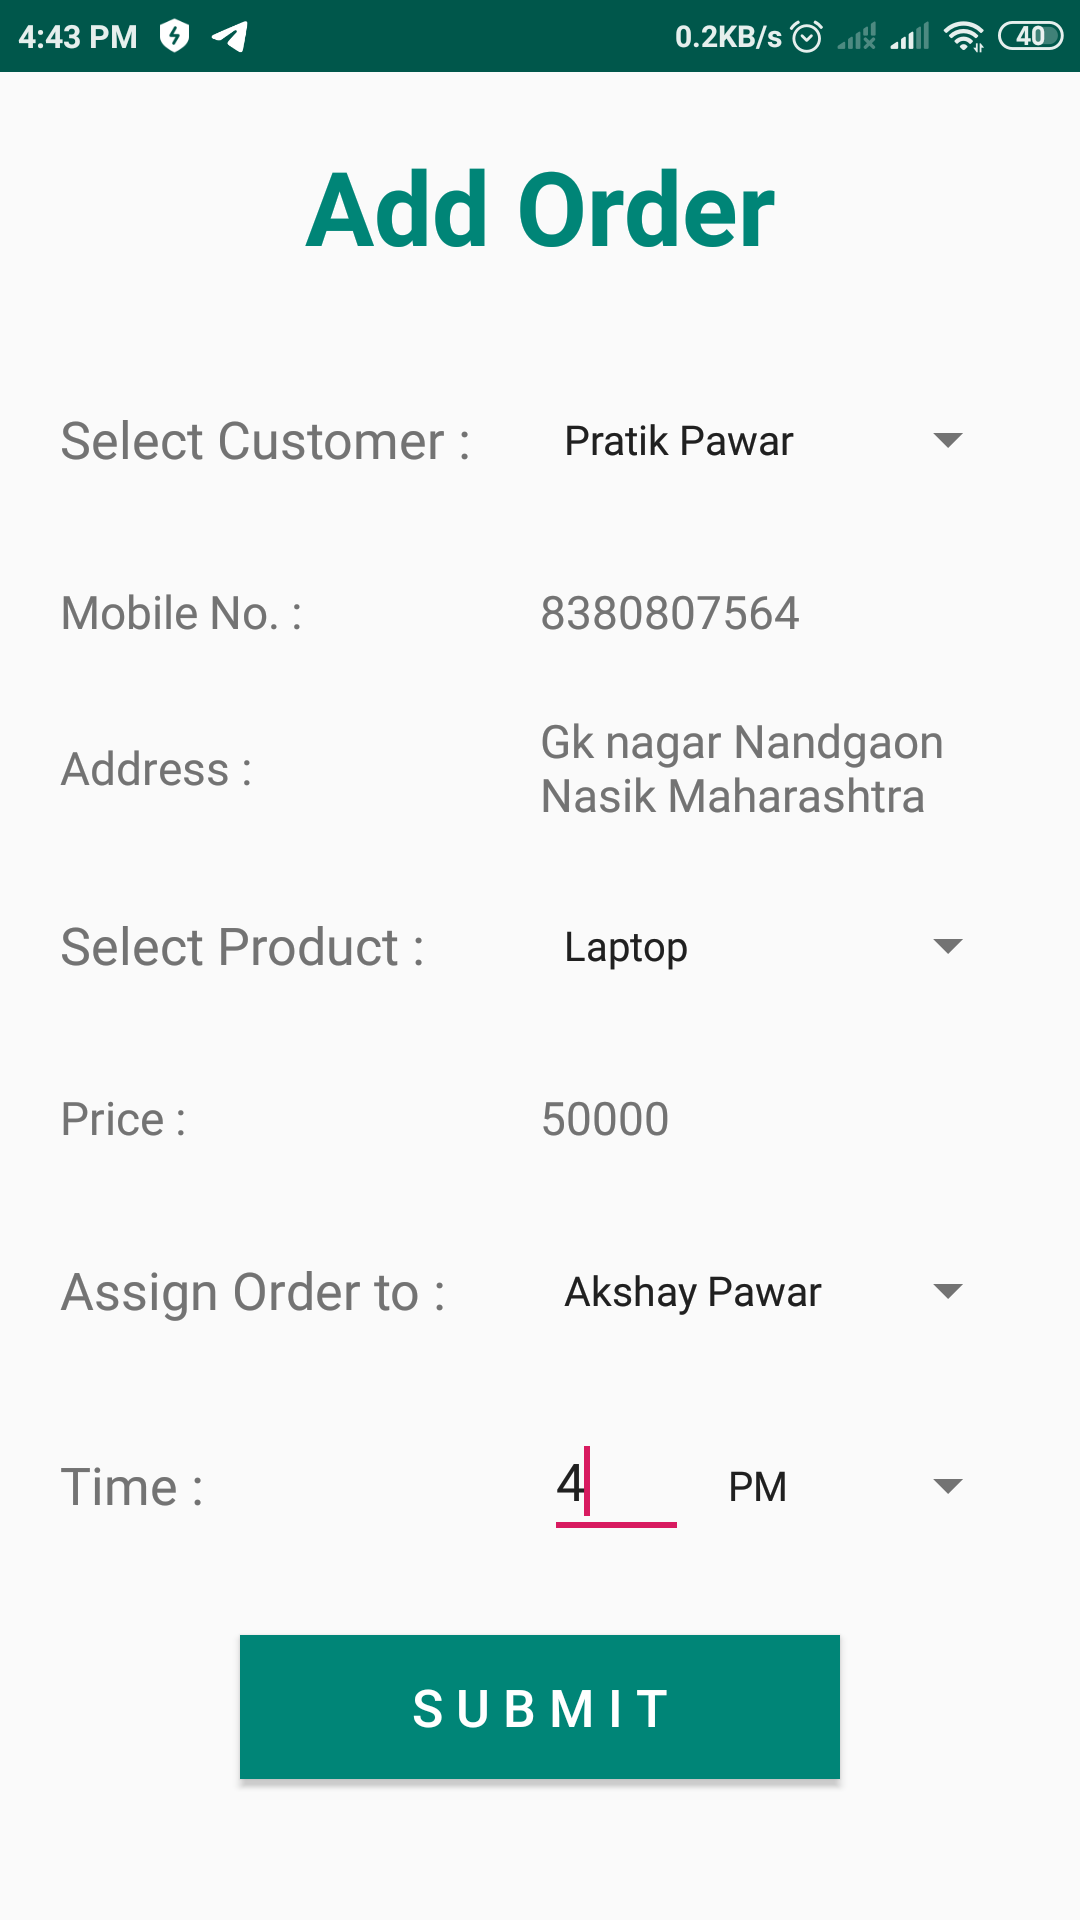 4:43 PM 0.2KB/s 40
Add Order
Select Customer : Pratik Pawar
Mobile No. : 8380807564
Address : Gk nagar Nandgaon
Nasik Maharashtra
Select Product : Laptop
Price : 50000
Assign Order to : Akshay Pawar
Time : 4 PM
SUBMIT